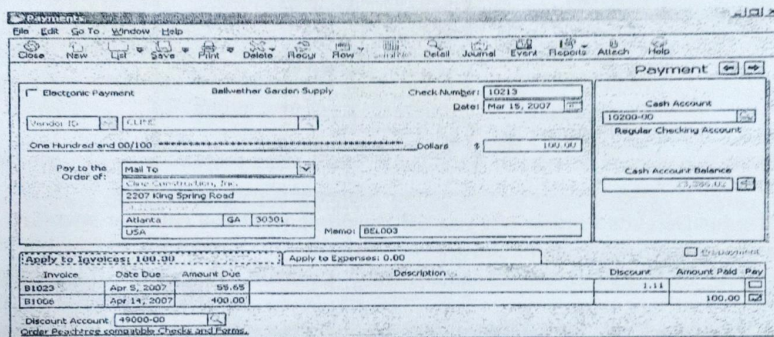 Payments
File Edit Go To Window Help
Close New List Save Print Delete Recur Row Detail Journal Event Reports Attach Help
Payment
Electronic Payment Bellwether Garden Supply Check Number: 10213
Date: Mar 15, 2007
Cash Account
Vendor ID CLINE
10200-00
Regular Checking Account
One Hundred and 00/100 Dollars $ 100.00
Pay to the Order of: Mail To
Cash Account Balance
Cline Construction, Inc.
2207 King Spring Road
Atlanta GA 30301
USA Memo: BEL003
Prepayment
Apply to Invoices: 100.00 Apply to Expenses: 0.00
Invoice Date Due Amount Due Description Discount Amount Paid Pay
B1023 Apr 5, 2007 55.65 1.11
B1006 Apr 14, 2007 400.00 100.00
Discount Account 49000-00
Order Peachtree compatible Checks and Forms.